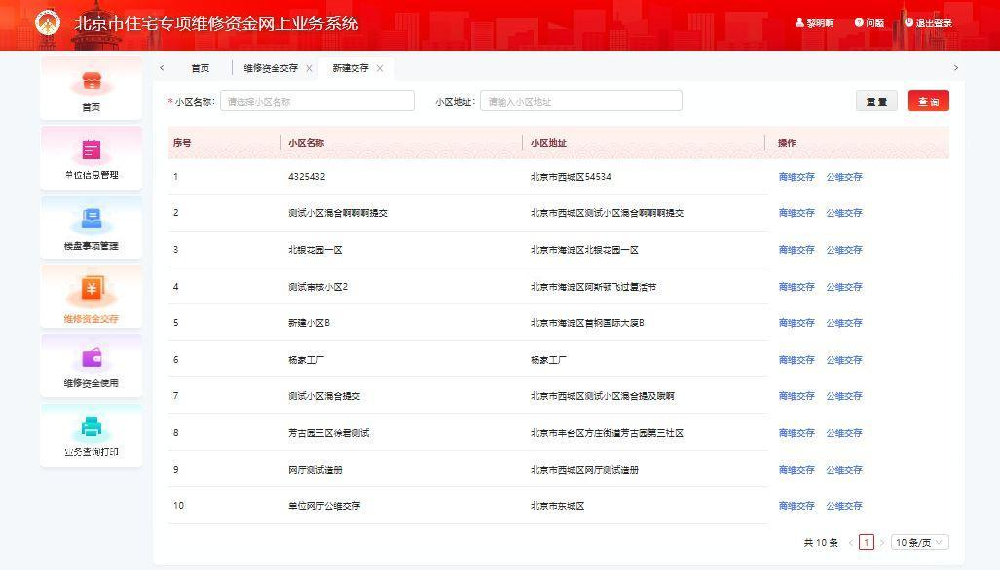 北京市住宅专项维修资金网上业务系统
黎明啊 问题 退出登录
首页 维修资金交存 新建交存
首页
单位信息管理
楼盘事项管理
维修资金交存
维修资金使用
业务查询打印
* 小区名称: 请选择小区名称 小区地址: 请输入小区地址 重置 查询
序号 小区名称 小区地址 操作
1 4325432 北京市西城区54534 商维交存 公维交存
2 测试小区混合啊啊啊提交 北京市西城区测试小区混合啊啊啊提交 商维交存 公维交存
3 北银花园一区 北京市海淀区北银花园一区 商维交存 公维交存
4 测试审核小区2 北京市海淀区阿斯顿飞过复活节 商维交存 公维交存
5 新建小区B 北京市海淀区首钢国际大厦B 商维交存 公维交存
6 杨家工厂 杨家工厂 商维交存 公维交存
7 测试小区混合提交 北京市西城区测试小区混合提及哦啊 商维交存 公维交存
8 芳古园三区徐君测试 北京市丰台区方庄街道芳古园第三社区 商维交存 公维交存
9 网厅测试造册 北京市西城区网厅测试造册 商维交存 公维交存
10 单位网厅公维交存 北京市东城区 商维交存 公维交存
共 10 条 1 10 条/页